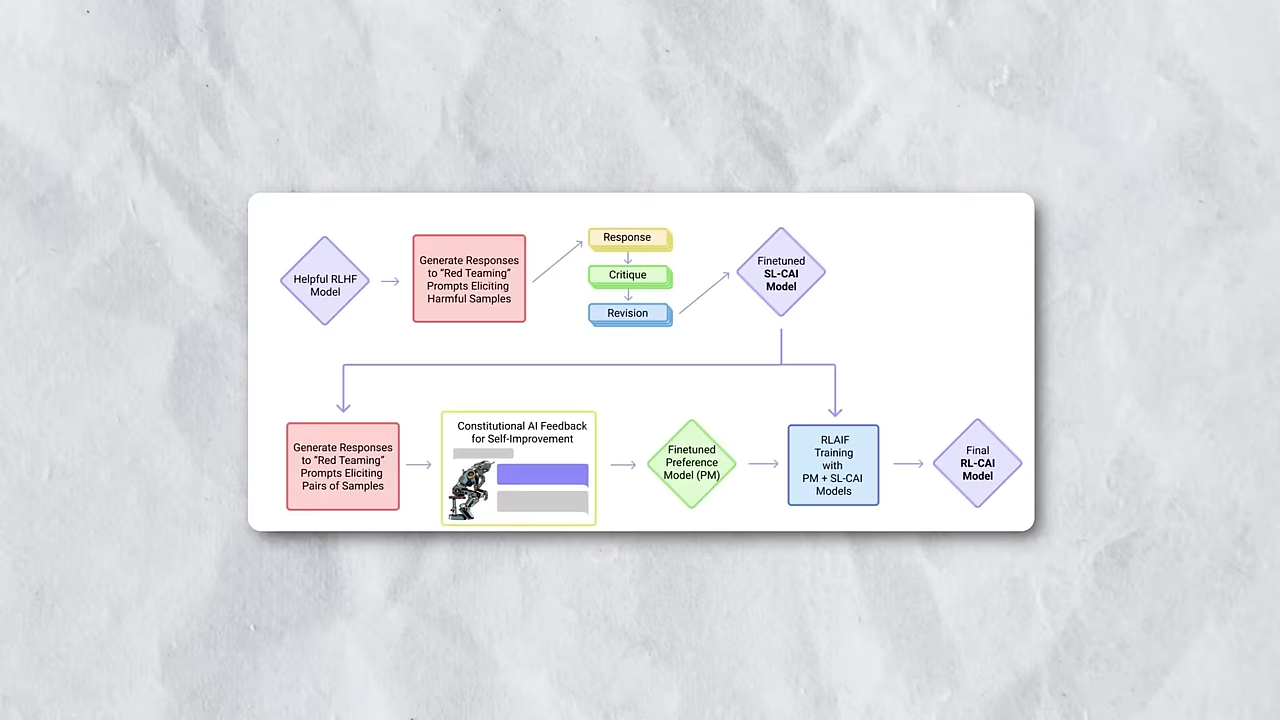 Helpful RLHF
Model
Generate Responses
to “Red Teaming”
Prompts Eliciting
Harmful Samples
Response
Critique
Revision
Finetuned
SL-CAI
Model
Generate Responses
to “Red Teaming”
Prompts Eliciting
Pairs of Samples
Constitutional AI Feedback
for Self-Improvement
Finetuned
Preference
Model (PM)
RLAIF
Training
with
PM + SL-CAI
Models
Final
RL-CAI
Model